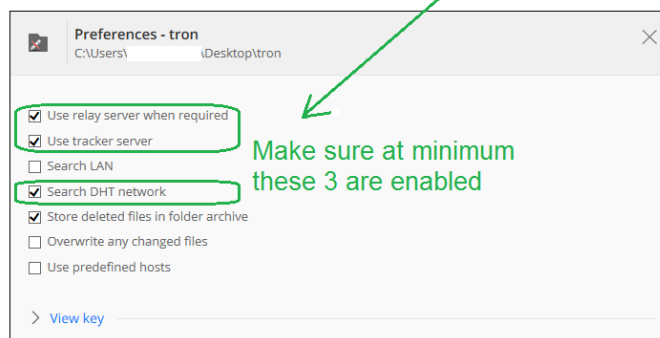 Preferences - tron
C:\Users\ \Desktop\tron
Use relay server when required
Use tracker server
Search LAN
Make sure at minimum
these 3 are enabled
Search DHT network
Store deleted files in folder archive
Overwrite any changed files
Use predefined hosts
View key